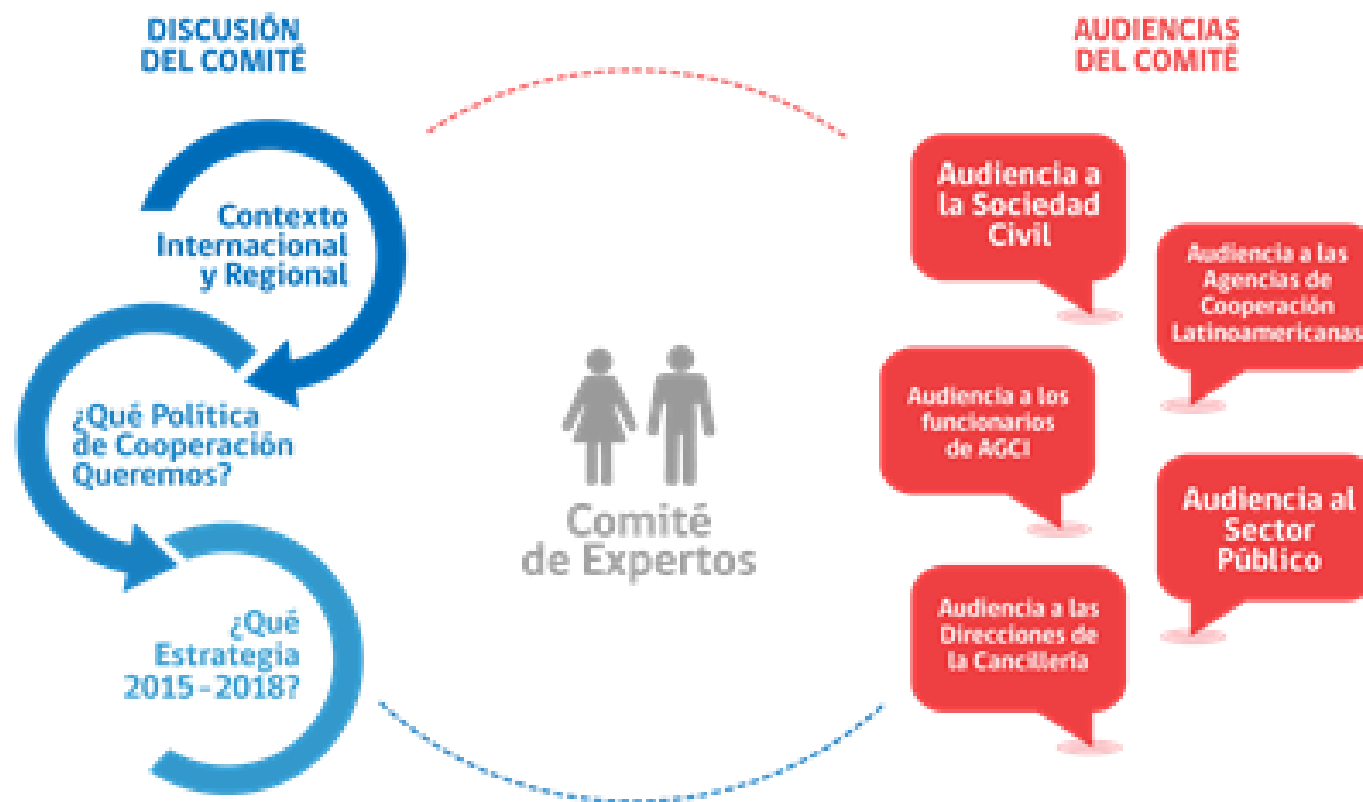 DISCUSIÓN
DEL COMITÉ
Contexto
Internacional
y Regional
¿Qué Política
de Cooperación
Queremos?
¿Qué
Estrategia
2015-2018?
Comité
de Expertos
AUDIENCIAS
DEL COMITÉ
Audiencia a
la Sociedad
Civil
Audiencia a las
Agencias de
Cooperación
Latinoamericanas
Audiencia a los
funcionarios
de AGCI
Audiencia al
Sector
Público
Audiencia a las
Direcciones de
la Cancillería